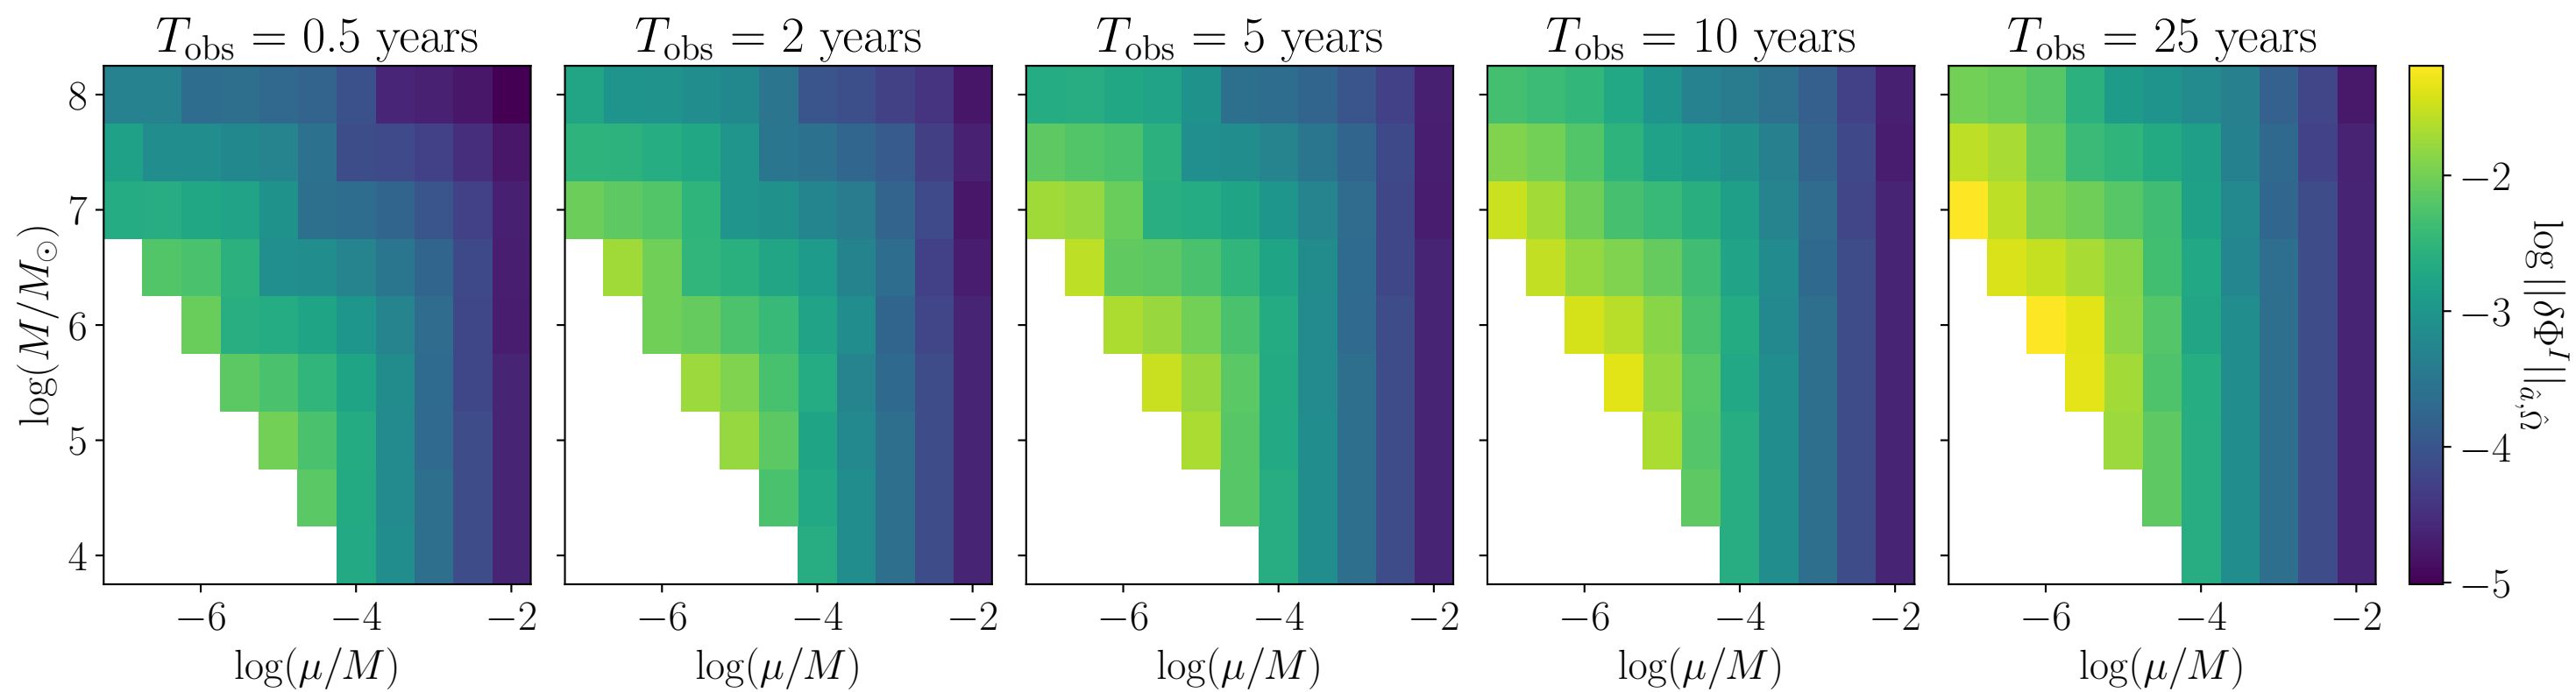 T_obs = 0.5 years
T_obs = 2 years
T_obs = 5 years
T_obs = 10 years
T_obs = 25 years
log(M/M_⊙)
8
7
6
5
4
−6 −4 −2
−6 −4 −2
−6 −4 −2
−6 −4 −2
−6 −4 −2
log(μ/M)
log(μ/M)
log(μ/M)
log(μ/M)
log(μ/M)
−2
−3
−4
−5
log ||δΦ^I||_â,Ω̂